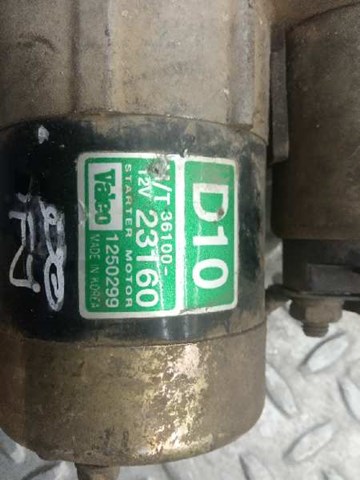 D10
M/T 36100-
12V 23160
STARTER MOTOR
Valeo 1250299
MADE IN KOREA